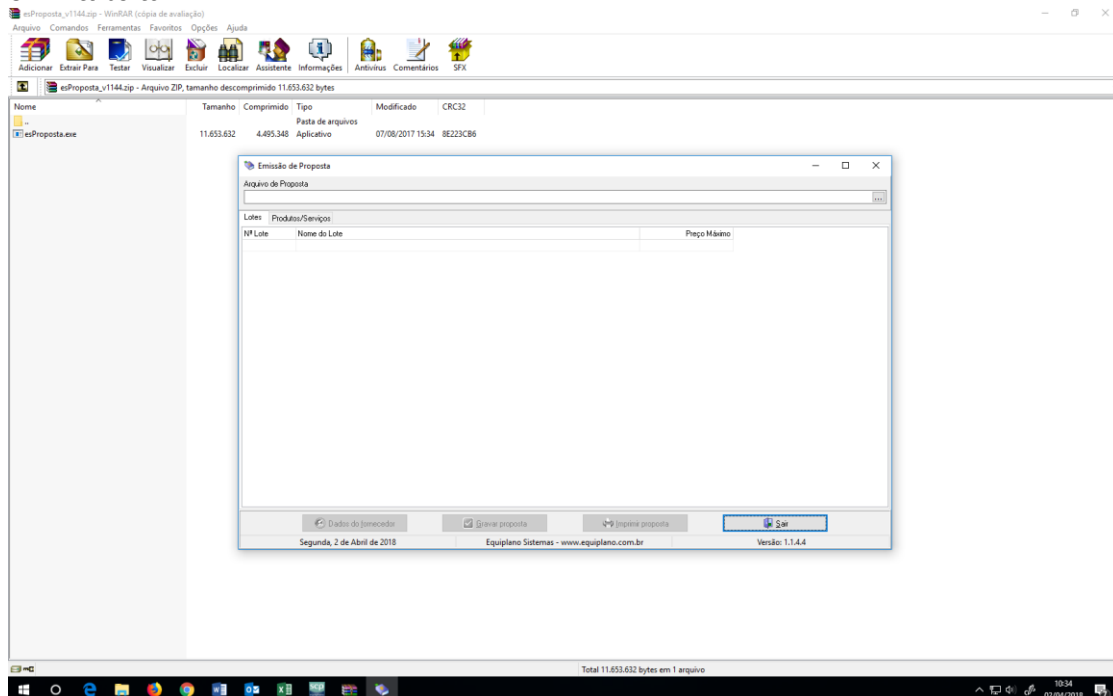 esProposta_v1144.zip - WinRAR (cópia de avaliação)
Arquivo Comandos Ferramentas Favoritos Opções Ajuda
Adicionar Extrair Para Testar Visualizar Excluir Localizar Assistente Informações Antivírus Comentários SFX
esProposta_v1144.zip - Arquivo ZIP, tamanho descomprimido 11.653.632 bytes
Nome Tamanho Comprimido Tipo Modificado CRC32
.. Pasta de arquivos
esProposta.exe 11.653.632 4.495.348 Aplicativo 07/08/2017 15:34 8E223CB6
Emissão de Proposta
Arquivo de Proposta
...
Lotes Produtos/Serviços
Nº Lote Nome do Lote Preço Máximo
Dados do fornecedor Gravar proposta Imprimir proposta Sair
Segunda, 2 de Abril de 2018 Equiplano Sistemas - www.equiplano.com.br Versão: 1.1.4.4
Total 11.653.632 bytes em 1 arquivo
10:34
02/04/2018